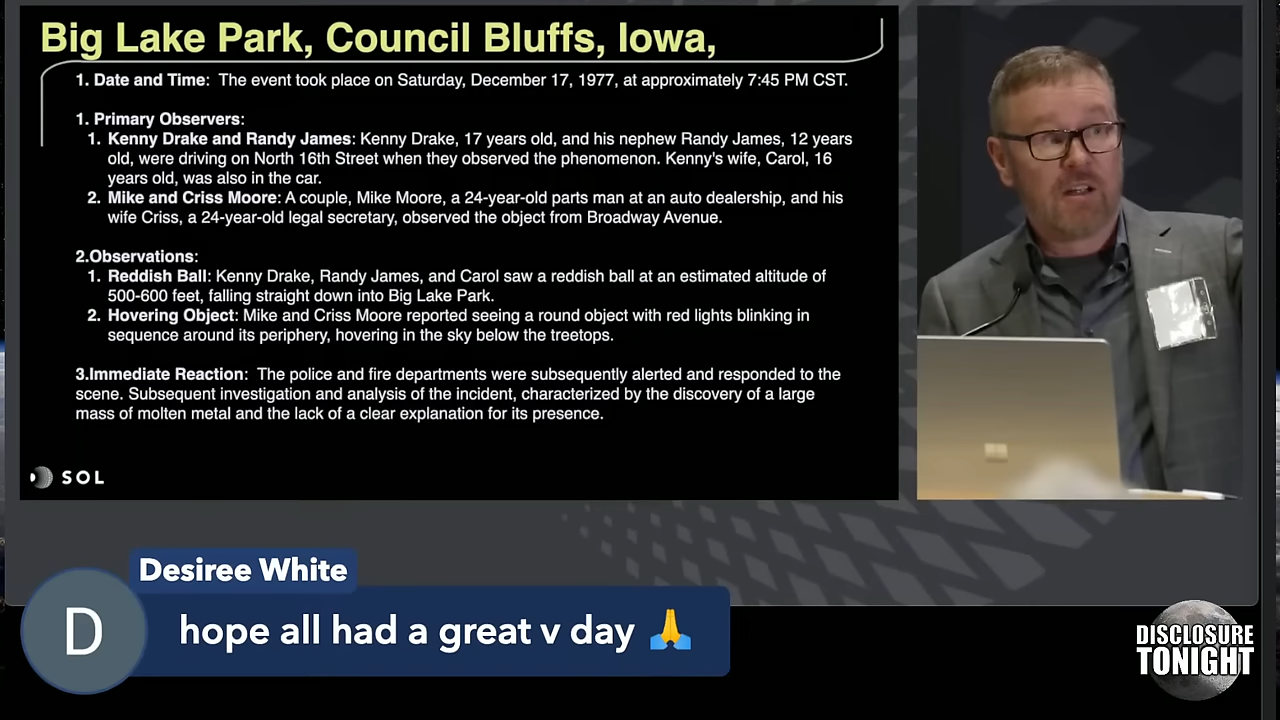 Big Lake Park, Council Bluffs, Iowa,
1. Date and Time: The event took place on Saturday, December 17, 1977, at approximately 7:45 PM CST.
1. Primary Observers:
1. Kenny Drake and Randy James: Kenny Drake, 17 years old, and his nephew Randy James, 12 years
old, were driving on North 16th Street when they observed the phenomenon. Kenny's wife, Carol, 16
years old, was also in the car.
2. Mike and Criss Moore: A couple, Mike Moore, a 24-year-old parts man at an auto dealership, and his
wife Criss, a 24-year-old legal secretary, observed the object from Broadway Avenue.
2.Observations:
1. Reddish Ball: Kenny Drake, Randy James, and Carol saw a reddish ball at an estimated altitude of
500-600 feet, falling straight down into Big Lake Park.
2. Hovering Object: Mike and Criss Moore reported seeing a round object with red lights blinking in
sequence around its periphery, hovering in the sky below the treetops.
3.Immediate Reaction: The police and fire departments were subsequently alerted and responded to the
scene. Subsequent investigation and analysis of the incident, characterized by the discovery of a large
mass of molten metal and the lack of a clear explanation for its presence.
SOL
Desiree White
D
hope all had a great v day 🙏
DISCLOSURE
TONIGHT